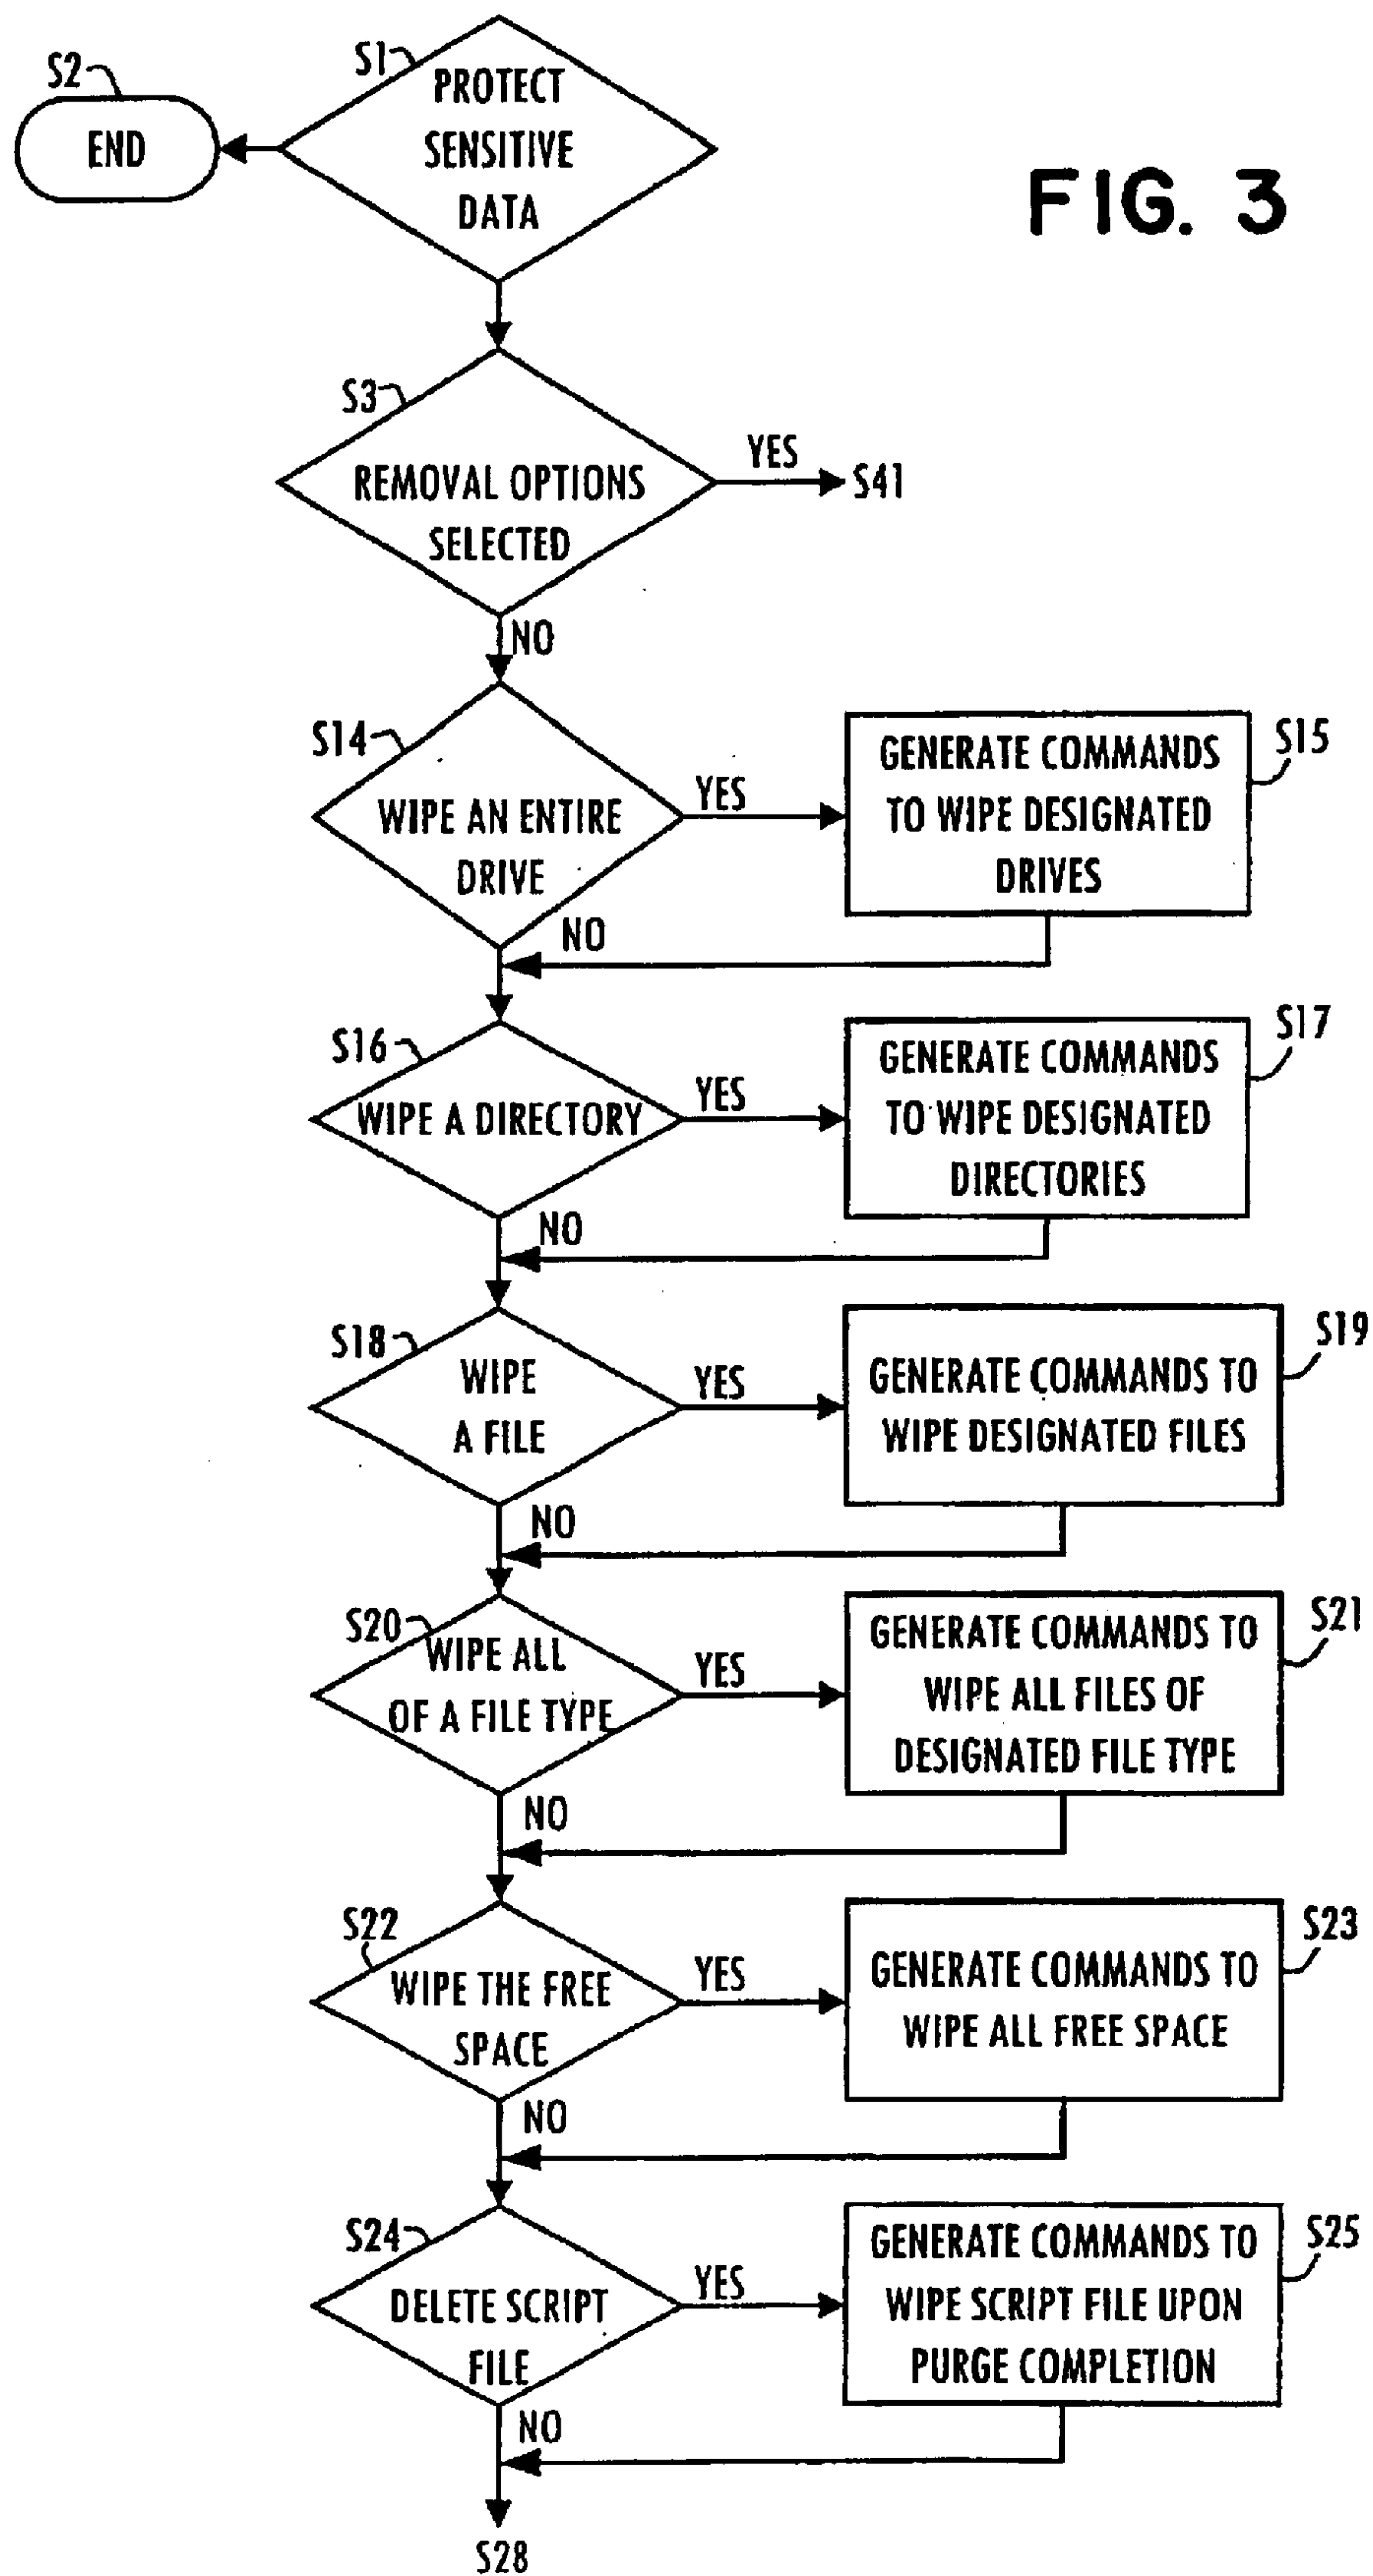 S1
S2
PROTECT
SENSITIVE
DATA
END
FIG. 3
S3
YES
REMOVAL OPTIONS
SELECTED
S41
NO
S14
WIPE AN ENTIRE
DRIVE
YES
GENERATE COMMANDS
TO WIPE DESIGNATED
DRIVES
S15
NO
S16
WIPE A DIRECTORY
YES
GENERATE COMMANDS
TO WIPE DESIGNATED
DIRECTORIES
S17
NO
S18
WIPE
A FILE
YES
GENERATE COMMANDS TO
WIPE DESIGNATED FILES
S19
NO
S20
WIPE ALL
OF A FILE TYPE
YES
GENERATE COMMANDS TO
WIPE ALL FILES OF
DESIGNATED FILE TYPE
S21
NO
S22
WIPE THE FREE
SPACE
YES
GENERATE COMMANDS TO
WIPE ALL FREE SPACE
S23
NO
S24
DELETE SCRIPT
FILE
YES
GENERATE COMMANDS TO
WIPE SCRIPT FILE UPON
PURGE COMPLETION
S25
NO
S28